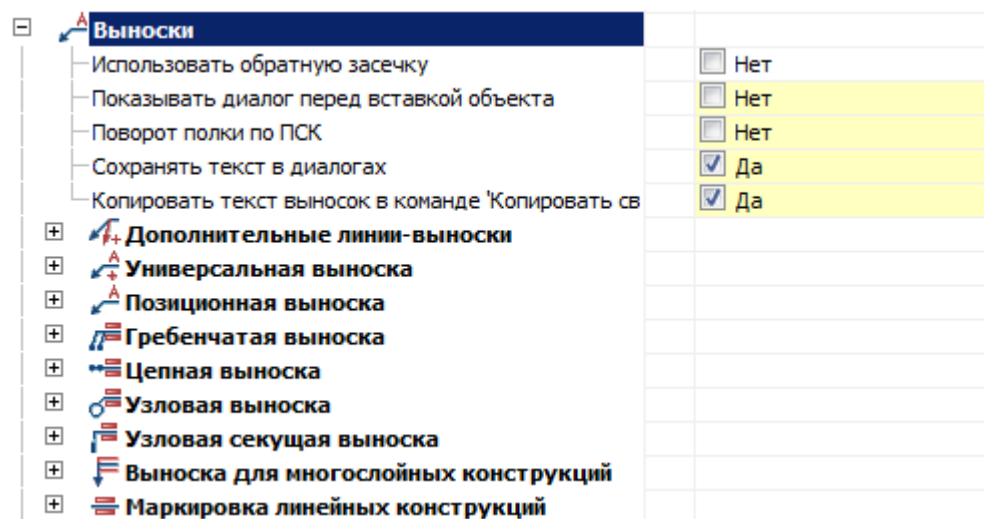 Выноски
Использовать обратную засечку Нет
Показывать диалог перед вставкой объекта Нет
Поворот полки по ПСК Нет
Сохранять текст в диалогах Да
Копировать текст выносок в команде 'Копировать св Да
Дополнительные линии-выноски
Универсальная выноска
Позиционная выноска
Гребенчатая выноска
Цепная выноска
Узловая выноска
Узловая секущая выноска
Выноска для многослойных конструкций
Маркировка линейных конструкций